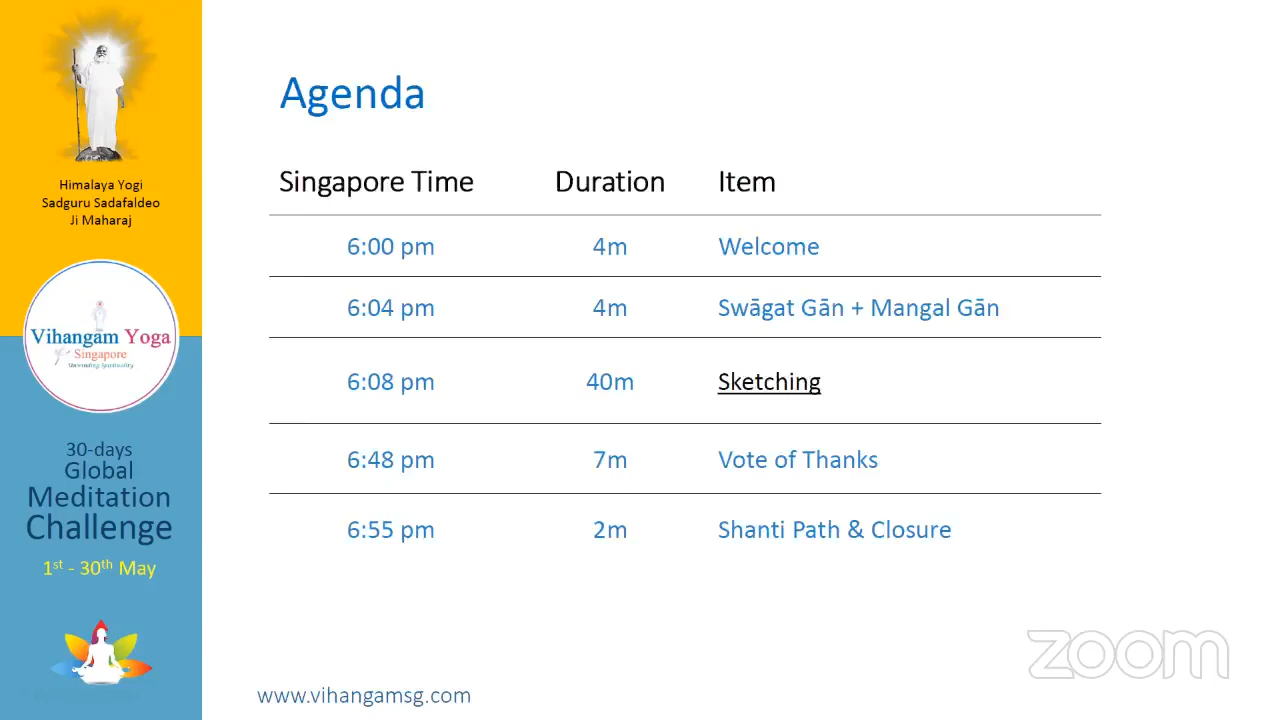 Himalaya Yogi
Sadguru Sadafaldeo
Ji Maharaj
Vihangam Yoga
Singapore
30-days
Global
Meditation
Challenge
1st - 30th May
Agenda
Singapore Time Duration Item
6:00 pm 4m Welcome
6:04 pm 4m Swāgat Gān + Mangal Gān
6:08 pm 40m Sketching
6:48 pm 7m Vote of Thanks
6:55 pm 2m Shanti Path & Closure
www.vihangamsg.com
zoom